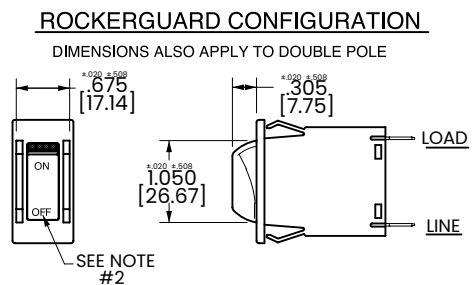 ROCKERGUARD CONFIGURATION
DIMENSIONS ALSO APPLY TO DOUBLE POLE
±.020 ±.508
.675
[17.14]
±.020 ±.508
.305
[7.75]
ON
OFF
±.020 ±.508
1.050
[26.67]
LOAD
LINE
SEE NOTE
#2